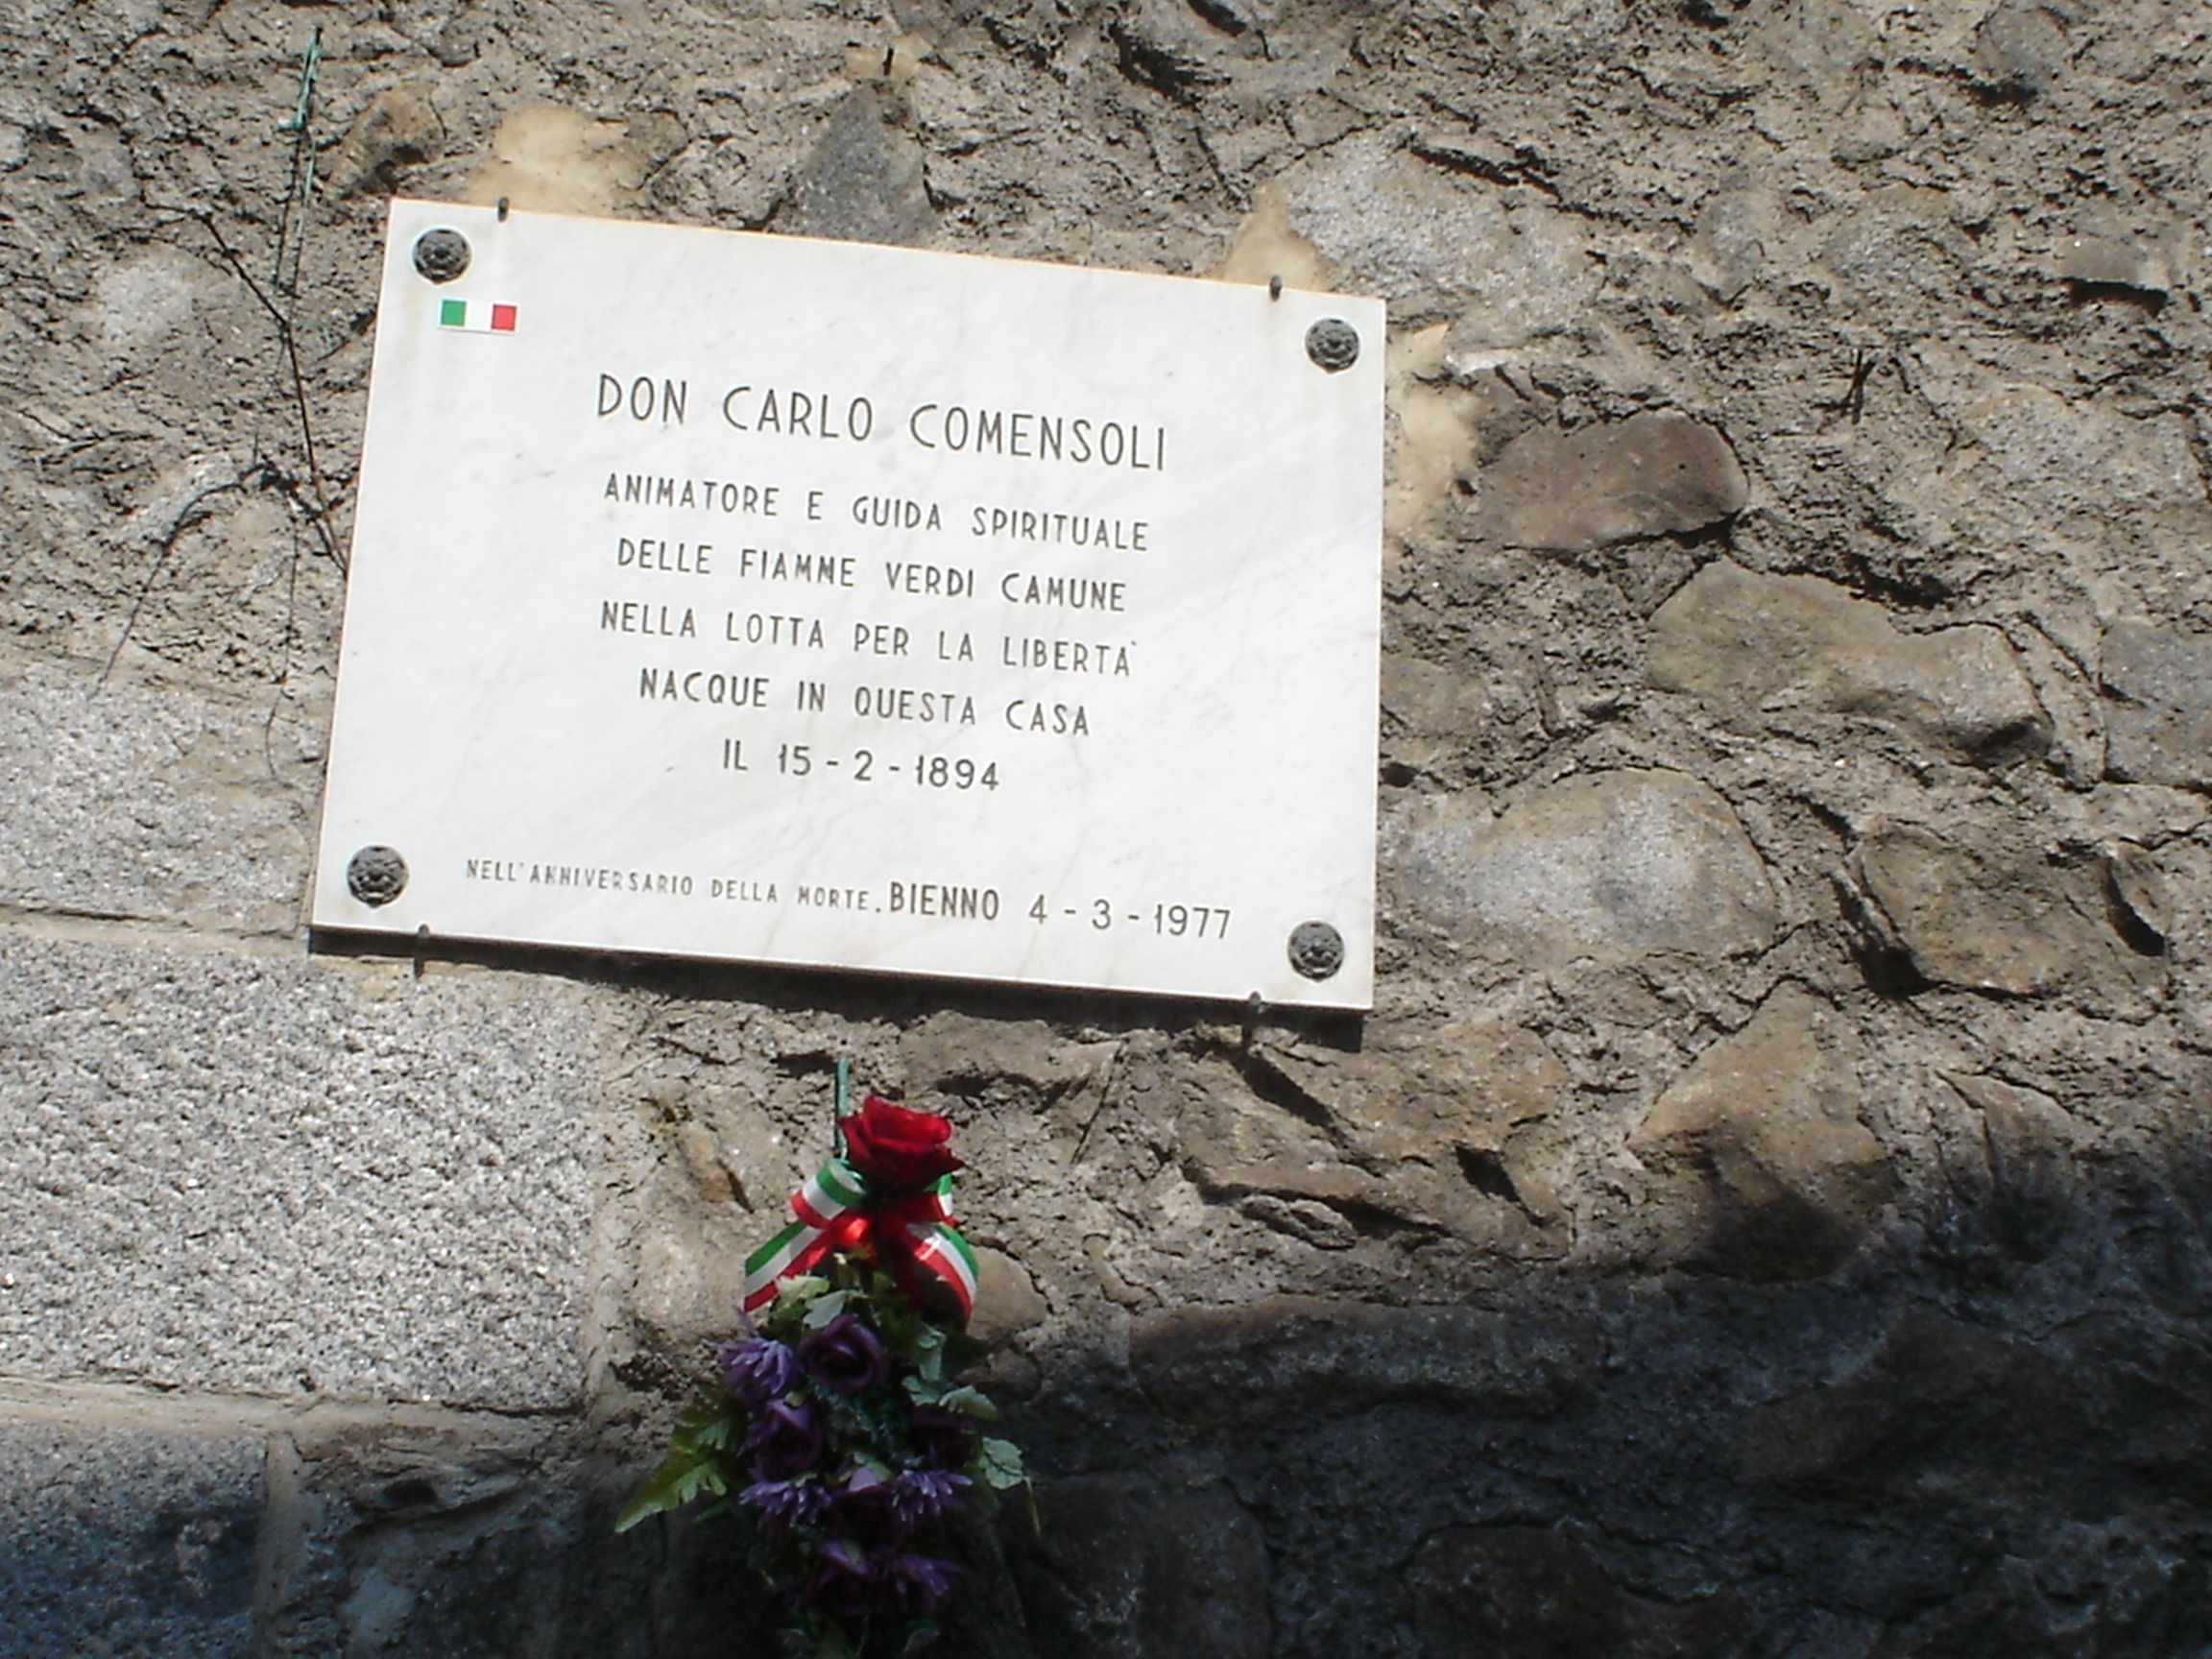 DON CARLO COMENSOLI
ANIMATORE E GUIDA SPIRITUALE
DELLE FIAMME VERDI CAMUNE
NELLA LOTTA PER LA LIBERTA`
NACQUE IN QUESTA CASA
IL 15-2-1894
NELL'ANNIVERSARIO DELLA MORTE. BIENNO 4-3-1977